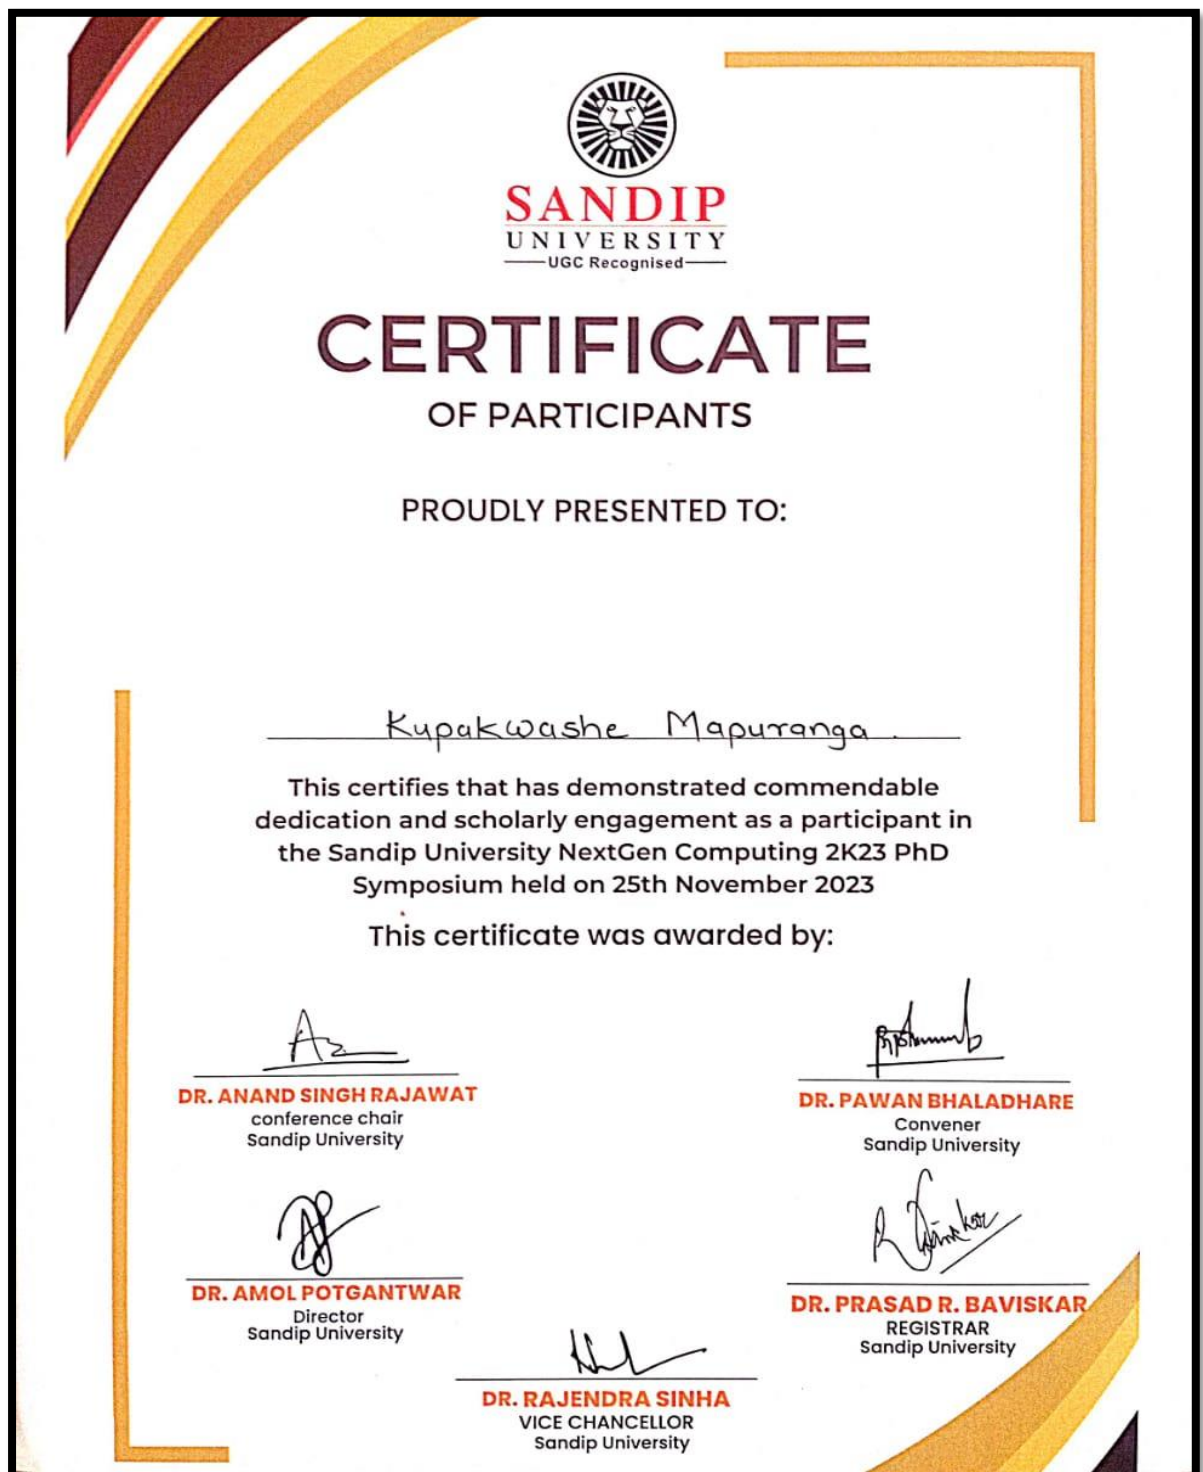 SANDIP
UNIVERSITY
UGC Recognised
CERTIFICATE
OF PARTICIPANTS
PROUDLY PRESENTED TO:
Kupakwashe Mapuranga.
This certifies that has demonstrated commendable
dedication and scholarly engagement as a participant in
the Sandip University NextGen Computing 2K23 PhD
Symposium held on 25th November 2023
This certificate was awarded by:
DR. ANAND SINGH RAJAWAT
conference chair
Sandip University
DR. PAWAN BHALADHARE
Convener
Sandip University
DR. AMOL POTGANTWAR
Director
Sandip University
DR. PRASAD R. BAVISKAR
REGISTRAR
Sandip University
DR. RAJENDRA SINHA
VICE CHANCELLOR
Sandip University